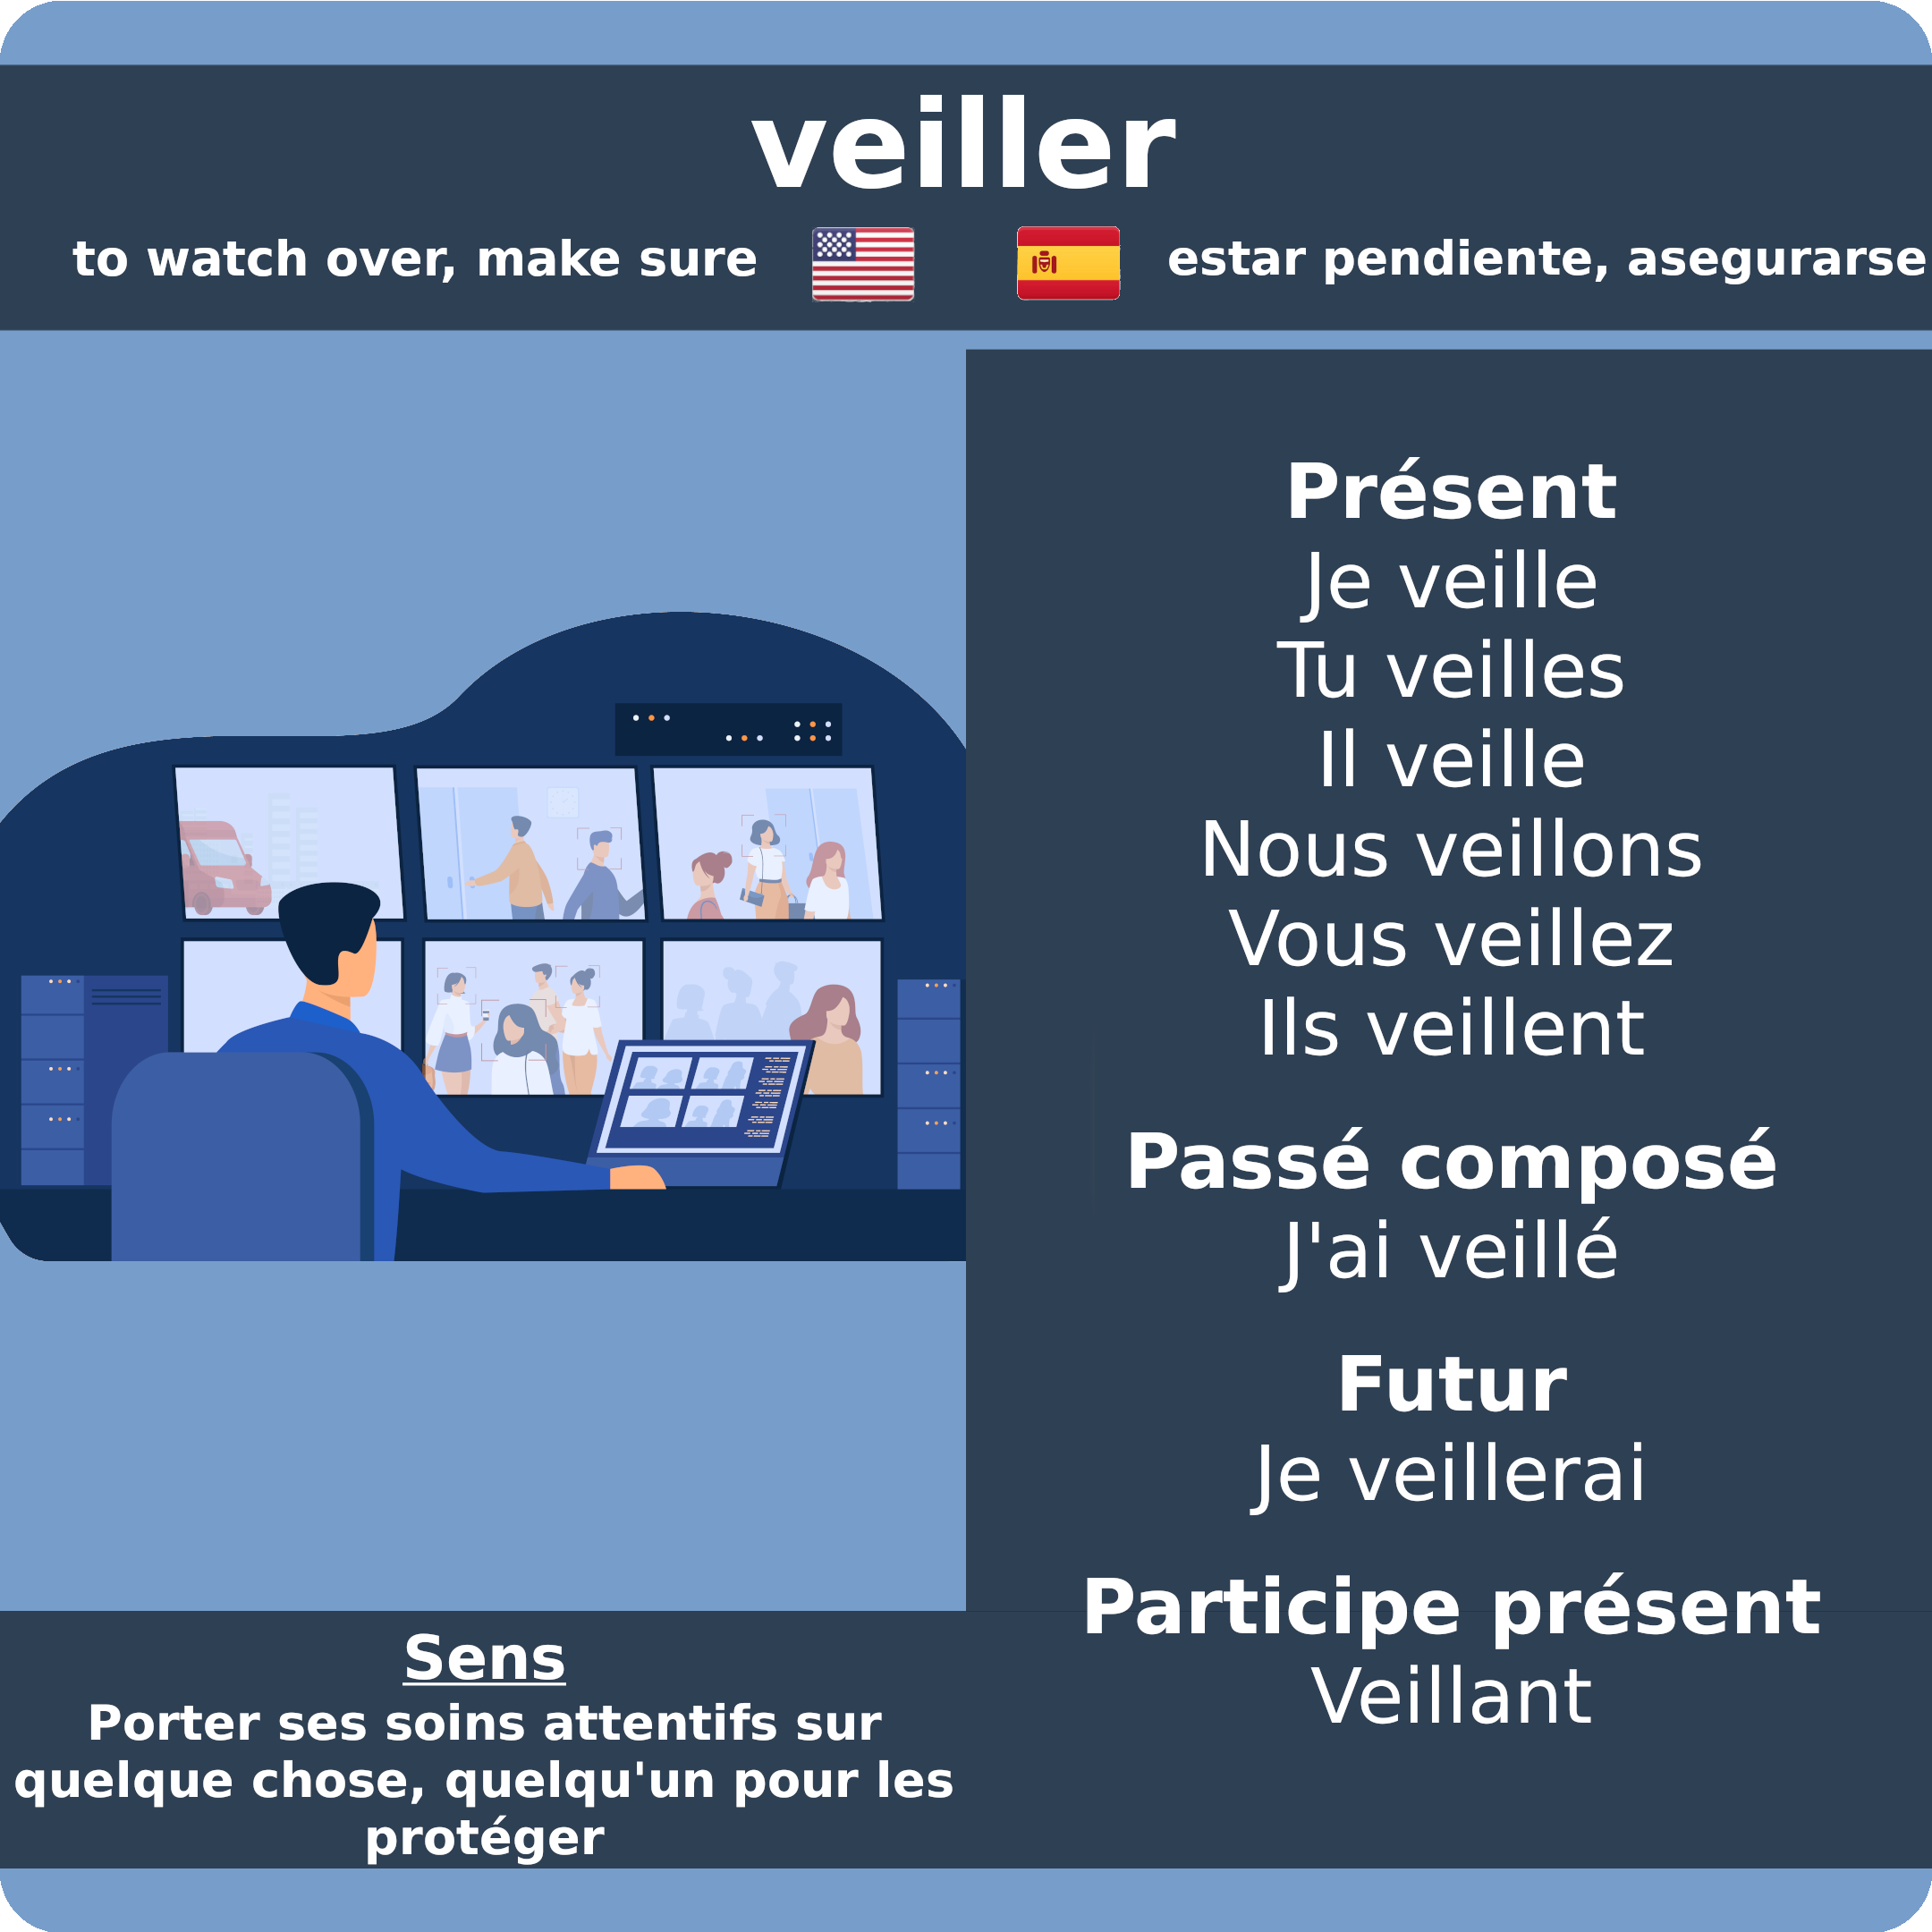 veiller
to watch over, make sure
estar pendiente, asegurarse
Présent
Je veille
Tu veilles
Il veille
Nous veillons
Vous veillez
Ils veillent
Passé composé
J'ai veillé
Futur
Je veillerai
Participe présent
Veillant
Sens
Porter ses soins attentifs sur
quelque chose, quelqu'un pour les
protéger